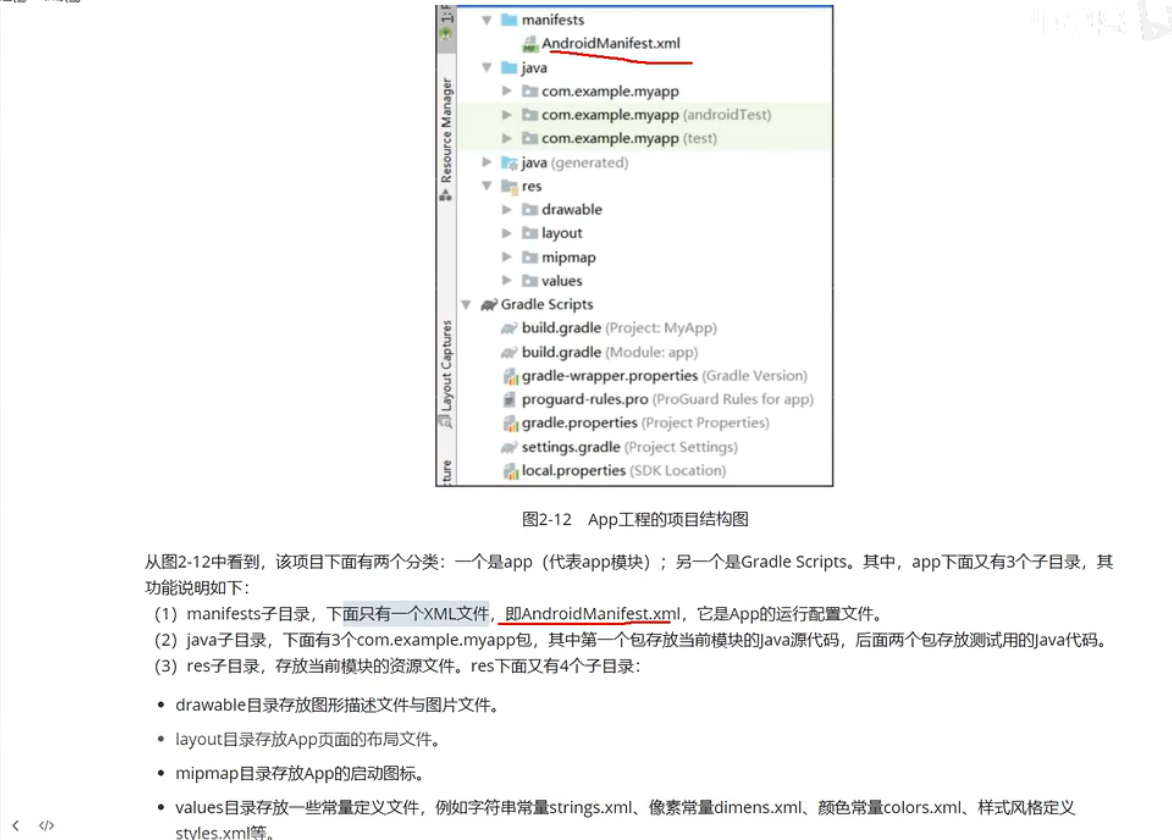 manifests
AndroidManifest.xml
java
com.example.myapp
com.example.myapp (androidTest)
com.example.myapp (test)
java (generated)
res
drawable
layout
mipmap
values
Gradle Scripts
build.gradle (Project: MyApp)
build.gradle (Module: app)
gradle-wrapper.properties (Gradle Version)
proguard-rules.pro (ProGuard Rules for app)
gradle.properties (Project Properties)
settings.gradle (Project Settings)
local.properties (SDK Location)
Resource Manager
Layout Captures
图2-12 App工程的项目结构图
从图2-12中看到，该项目下面有两个分类：一个是app（代表app模块）；另一个是Gradle Scripts。其中，app下面又有3个子目录，其
功能说明如下：
（1）manifests子目录，下面只有一个XML文件，即AndroidManifest.xml，它是App的运行配置文件。
（2）java子目录，下面有3个com.example.myapp包，其中第一个包存放当前模块的Java源代码，后面两个包存放测试用的Java代码。
（3）res子目录，存放当前模块的资源文件。res下面又有4个子目录：
• drawable目录存放图形描述文件与图片文件。
• layout目录存放App页面的布局文件。
• mipmap目录存放App的启动图标。
• values目录存放一些常量定义文件，例如字符串常量strings.xml、像素常量dimens.xml、颜色常量colors.xml、样式风格定义
styles.xml等。